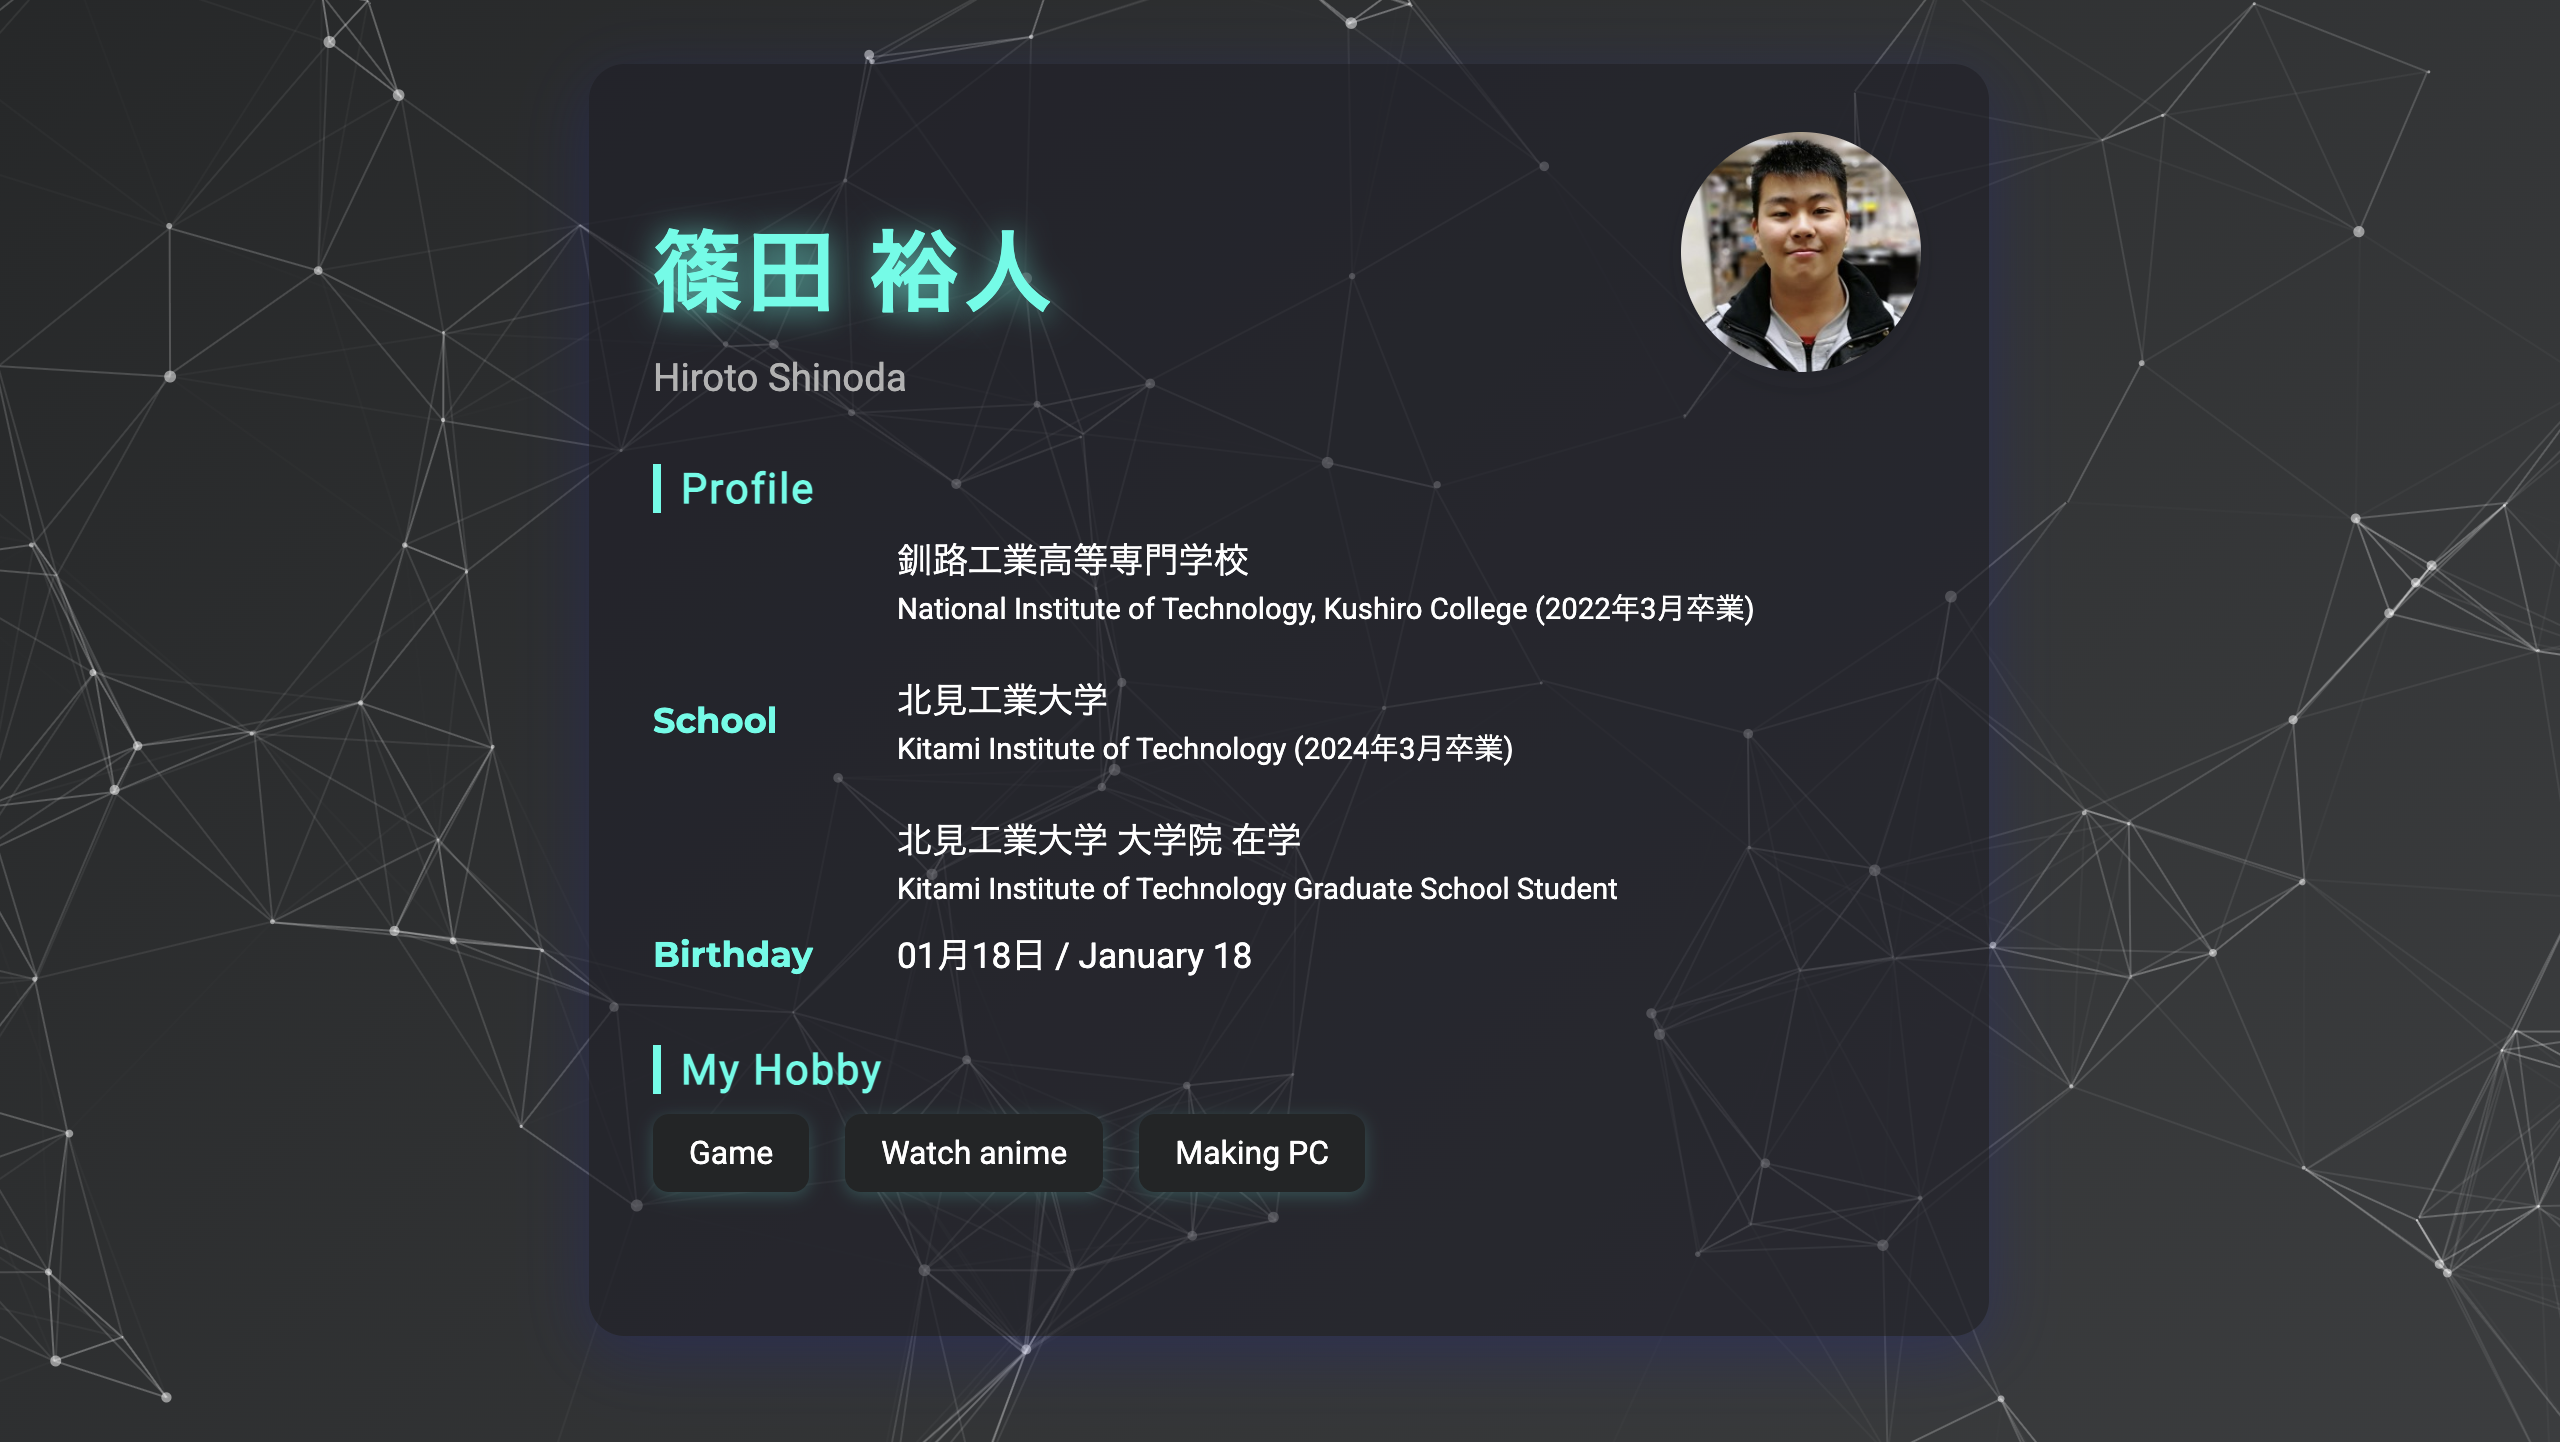 篠田 裕人
Hiroto Shinoda
Profile
School
釧路工業高等専門学校
National Institute of Technology, Kushiro College (2022年3月卒業)
北見工業大学
Kitami Institute of Technology (2024年3月卒業)
北見工業大学 大学院 在学
Kitami Institute of Technology Graduate School Student
Birthday
01月18日 / January 18
My Hobby
Game
Watch anime
Making PC